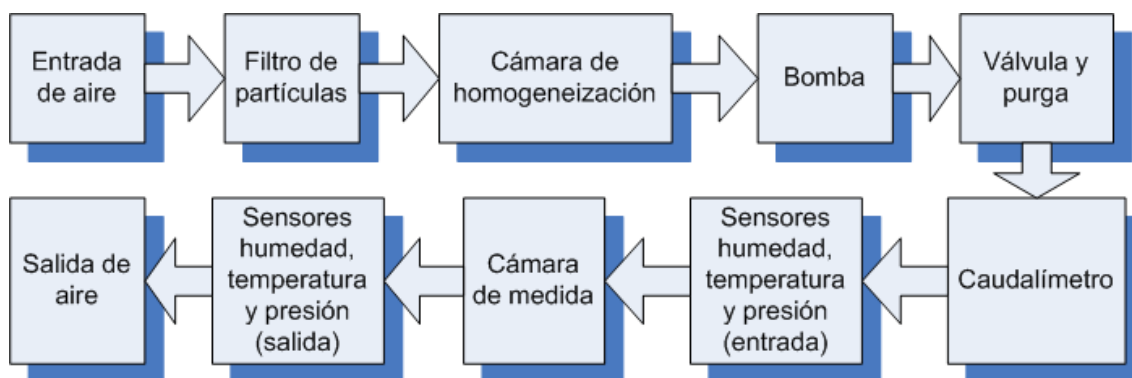 Entrada
de aire
Filtro de
partículas
Cámara de
homogeneización
Bomba
Válvula y
purga
Caudalímetro
Sensores
humedad,
temperatura
y presión
(entrada)
Cámara
de medida
Sensores
humedad,
temperatura
y presión
(salida)
Salida de
aire